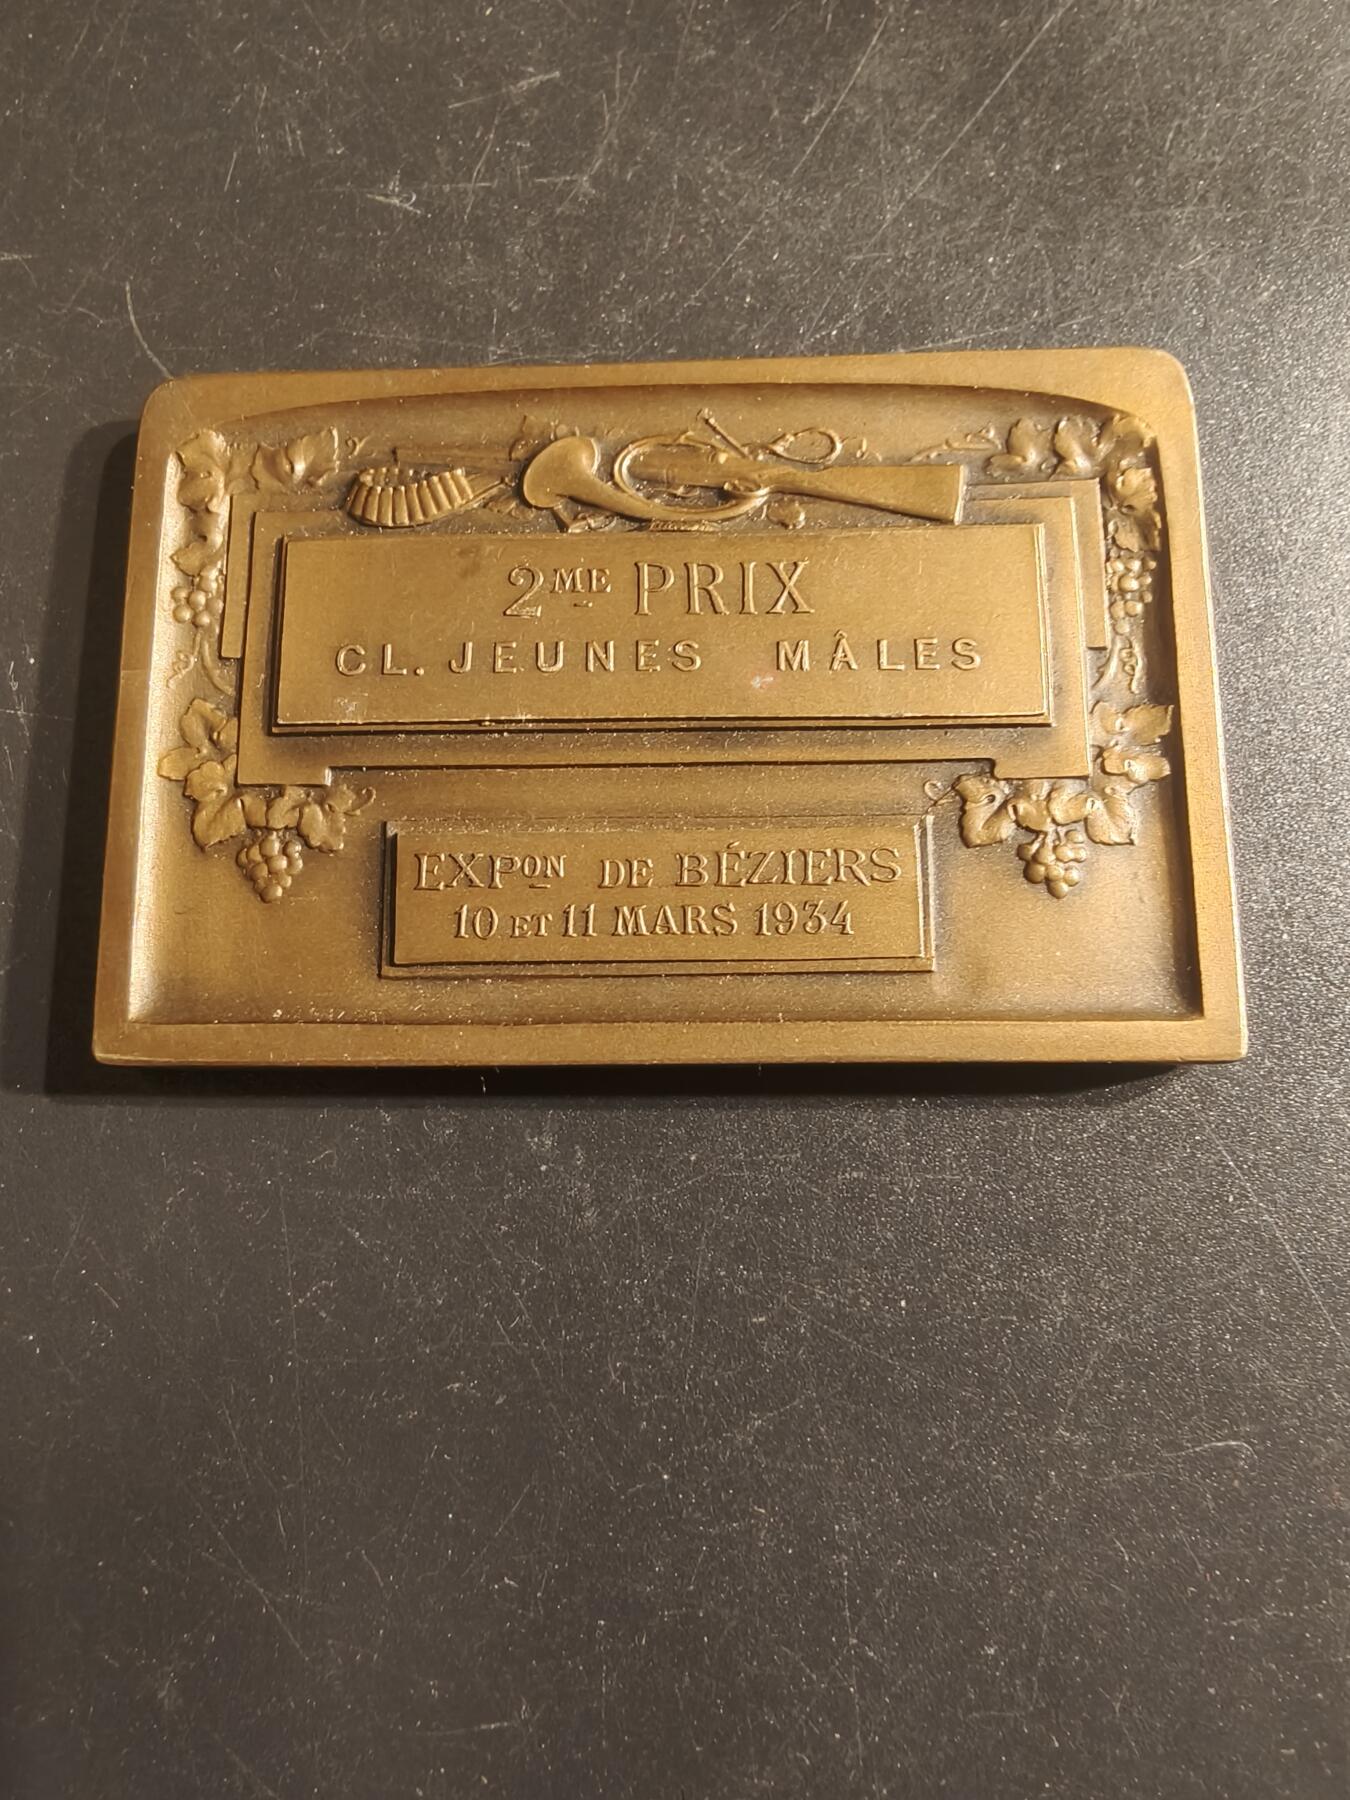 2ME PRIX
CL. JEUNES MÂLES
EXPON DE BÉZIERS
10 ET 11 MARS 1934